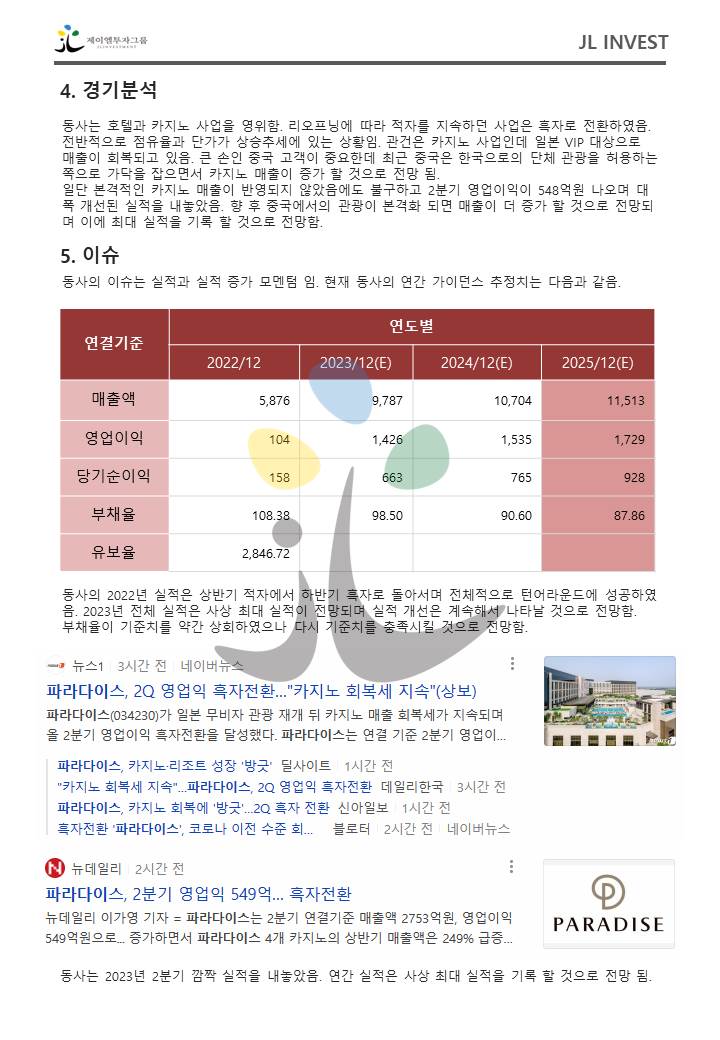 제이엘투자그룹
JL INVESTMENT
JL INVEST
4. 경기분석
동사는 호텔과 카지노 사업을 영위함. 리오프닝에 따라 적자를 지속하던 사업은 흑자로 전환하였음.
전반적으로 점유율과 단가가 상승추세에 있는 상황임. 관건은 카지노 사업인데 일본 VIP 대상으로
매출이 회복되고 있음. 큰 손인 중국 고객이 중요한데 최근 중국은 한국으로의 단체 관광을 허용하는
쪽으로 가닥을 잡으면서 카지노 매출이 증가 할 것으로 전망 됨.
일단 본격적인 카지노 매출이 반영되지 않았음에도 불구하고 2분기 영업이익이 548억원 나오며 대
폭 개선된 실적을 내놓았음. 향 후 중국에서의 관광이 본격화 되면 매출이 더 증가 할 것으로 전망되
며 이에 최대 실적을 기록 할 것으로 전망함.
5. 이슈
동사의 이슈는 실적과 실적 증가 모멘텀 임. 현재 동사의 연간 가이던스 추정치는 다음과 같음.
연결기준 연도별
2022/12 2023/12(E) 2024/12(E) 2025/12(E)
매출액 5,876 9,787 10,704 11,513
영업이익 104 1,426 1,535 1,729
당기순이익 158 663 765 928
부채율 108.38 98.50 90.60 87.86
유보율 2,846.72
동사의 2022년 실적은 상반기 적자에서 하반기 흑자로 돌아서며 전체적으로 턴어라운드에 성공하였
음. 2023년 전체 실적은 사상 최대 실적이 전망되며 실적 개선은 계속해서 나타날 것으로 전망함.
부채율이 기준치를 약간 상회하였으나 다시 기준치를 충족시킬 것으로 전망함.
뉴스1 3시간 전 네이버뉴스
파라다이스, 2Q 영업익 흑자전환..."카지노 회복세 지속"(상보)
파라다이스(034230)가 일본 무비자 관광 재개 뒤 카지노 매출 회복세가 지속되며
올 2분기 영업이익 흑자전환을 달성했다. 파라다이스는 연결 기준 2분기 영업이...
파라다이스, 카지노·리조트 성장 '방긋' 딜사이트 1시간 전
"카지노 회복세 지속"...파라다이스, 2Q 영업익 흑자전환 데일리한국 3시간 전
파라다이스, 카지노 회복에 '방긋'...2Q 흑자 전환 신아일보 1시간 전
흑자전환 '파라다이스', 코로나 이전 수준 회... 블로터 2시간 전 네이버뉴스
뉴데일리 2시간 전
파라다이스, 2분기 영업익 549억... 흑자전환
뉴데일리 이가영 기자 = 파라다이스는 2분기 연결기준 매출액 2753억원, 영업이익
549억원으로... 증가하면서 파라다이스 4개 카지노의 상반기 매출액은 249% 급증...
PARADISE
동사는 2023년 2분기 깜짝 실적을 내놓았음. 연간 실적은 사상 최대 실적을 기록 할 것으로 전망 됨.